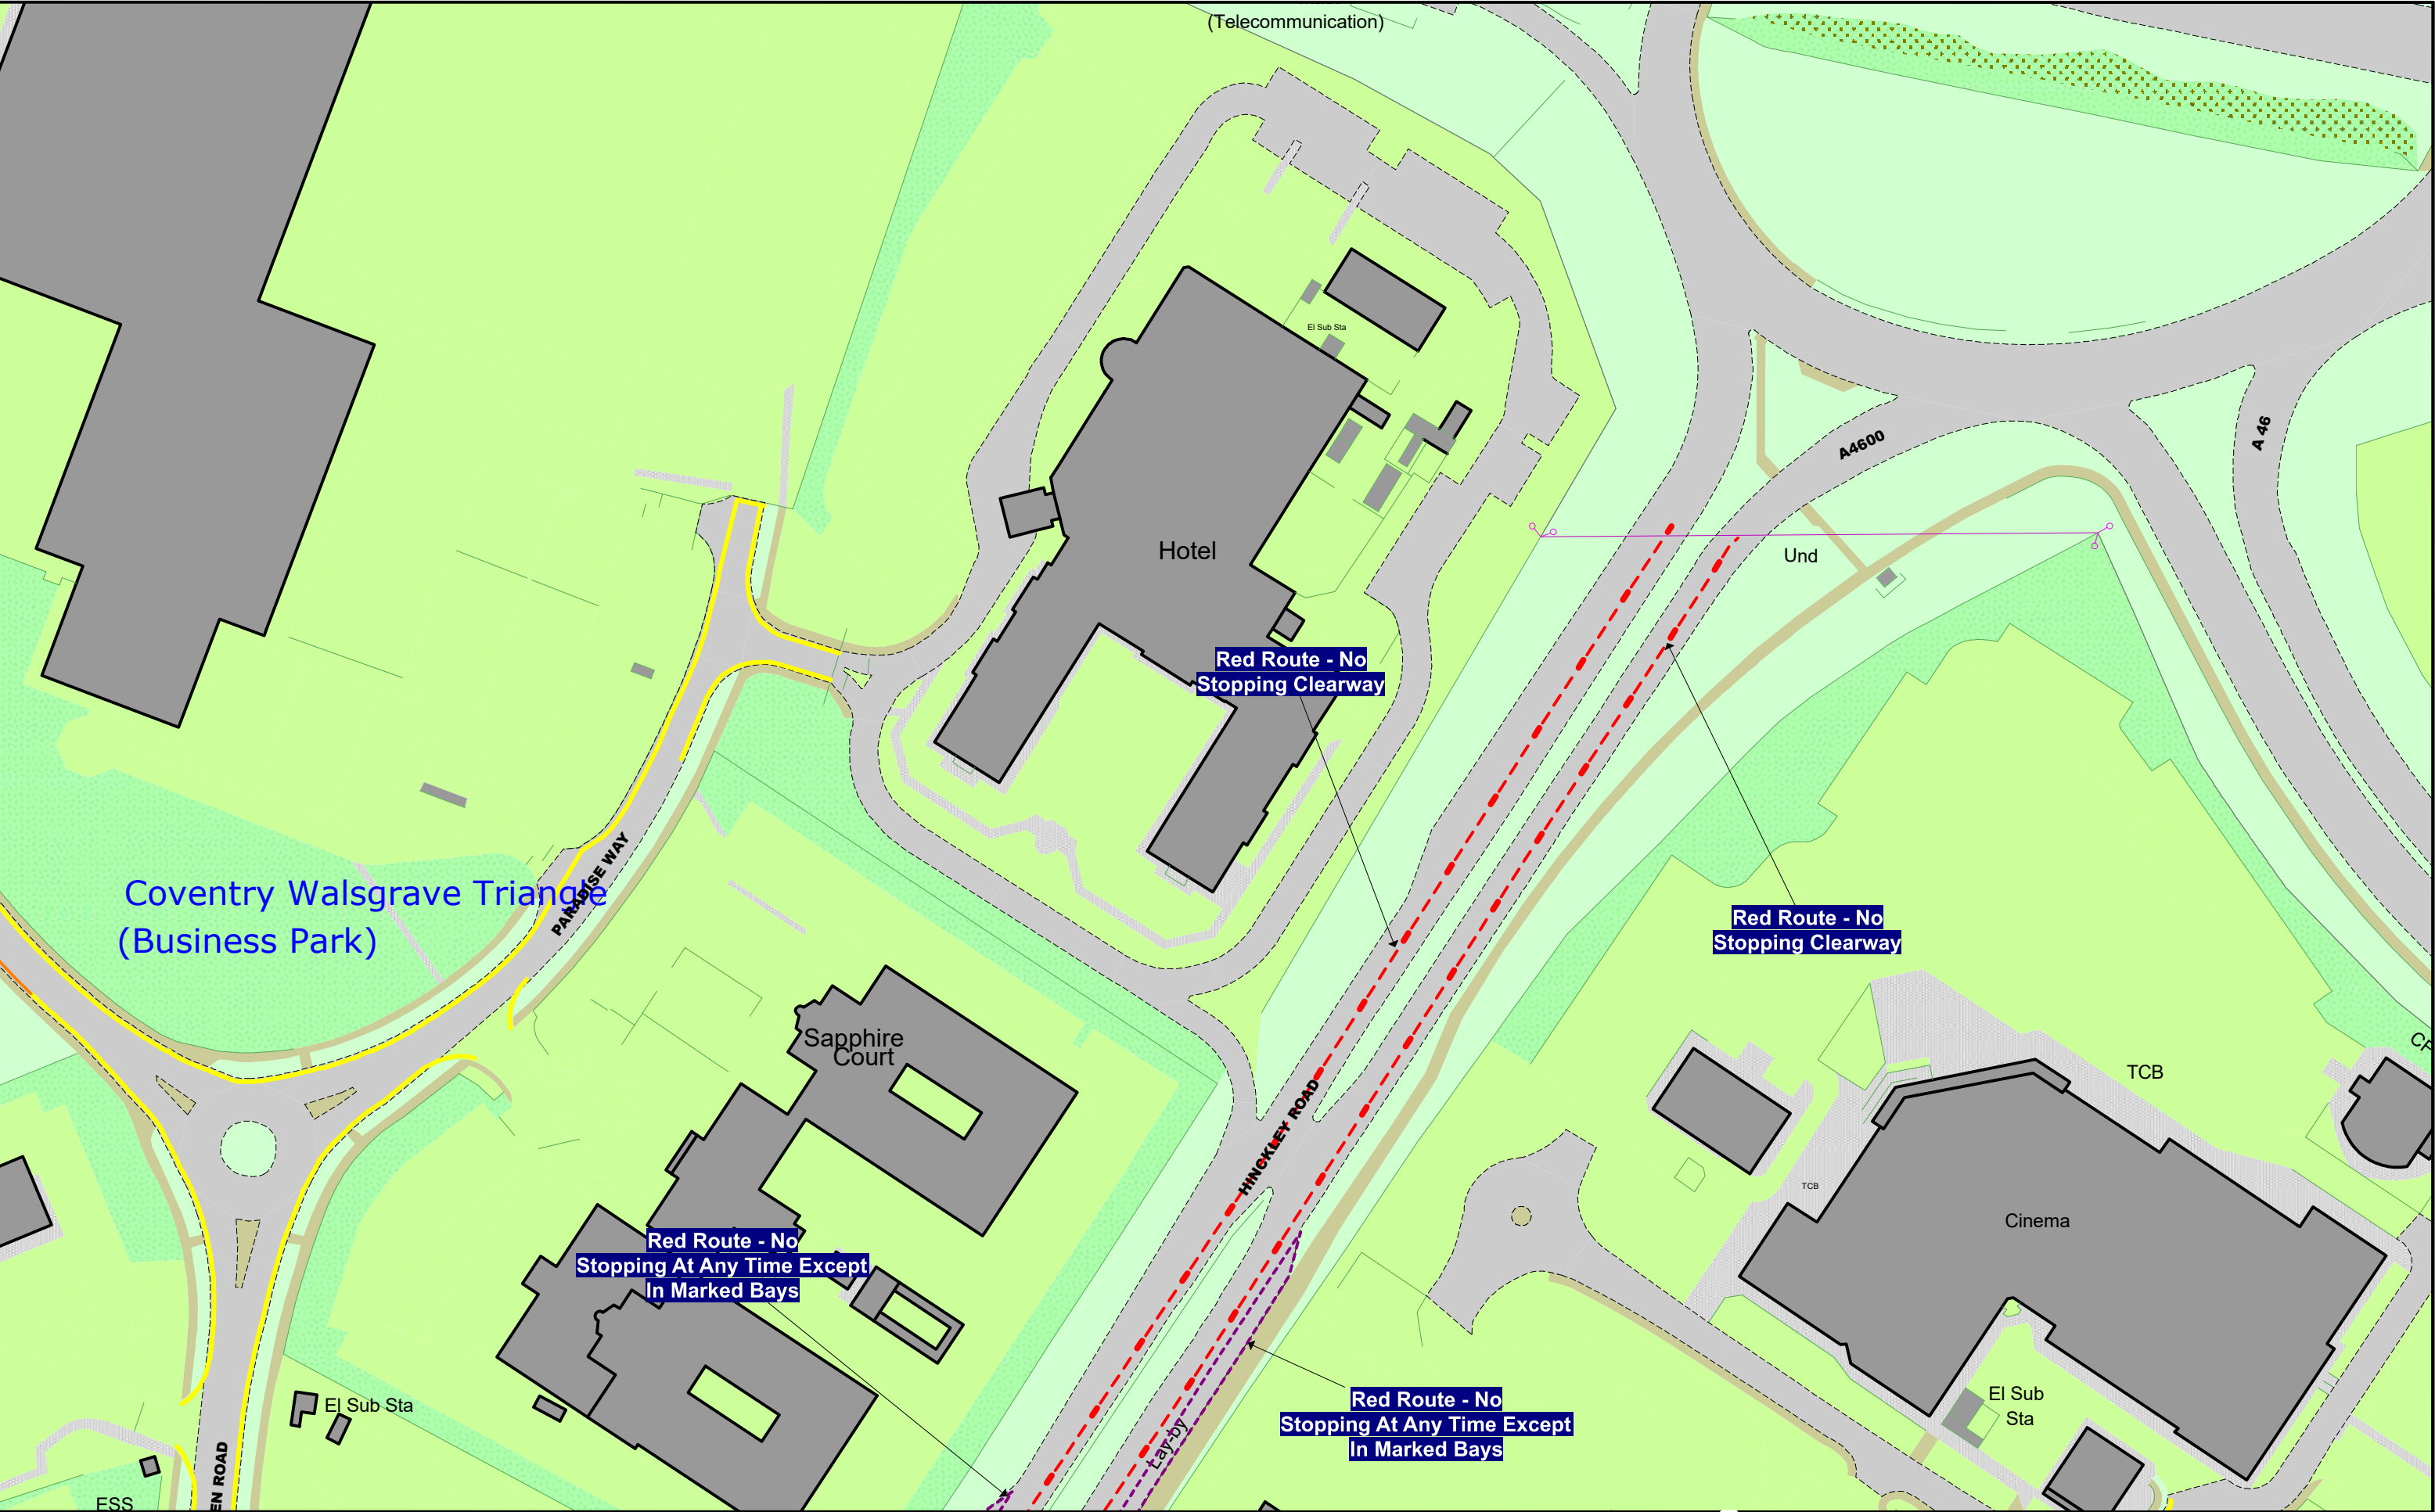 (Telecommunication)
El Sub Sta
A4600
A 46
Hotel
Und
Red Route - No
Stopping Clearway
PARADISE WAY
Coventry Walsgrave Triangle
(Business Park)
Red Route - No
Stopping Clearway
Sapphire
Court
HINCKLEY ROAD
TCB
TCB
Cinema
Red Route - No
Stopping At Any Time Except
In Marked Bays
El Sub Sta
Red Route - No
Stopping At Any Time Except
In Marked Bays
Lay-by
El Sub
Sta
EN ROAD
ESS